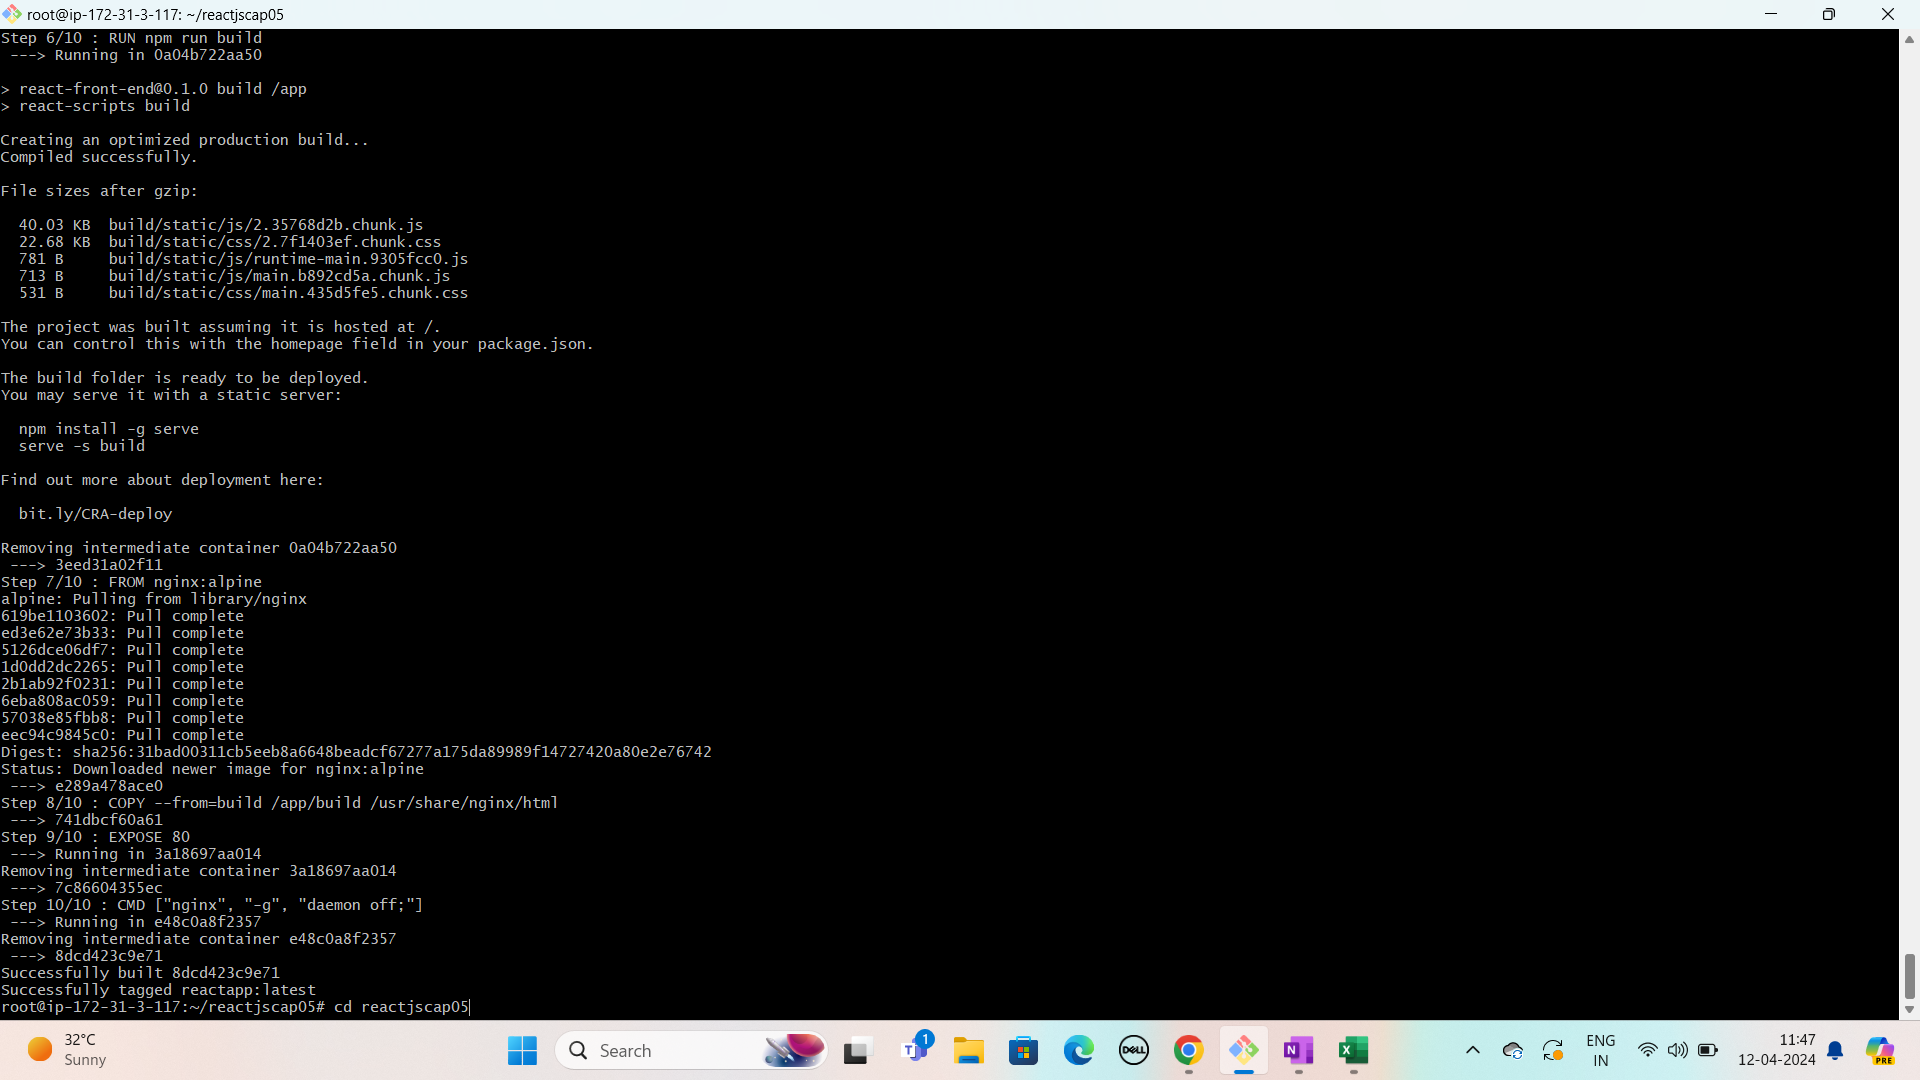 root@ip-172-31-3-117: ~/reactjscap05
Step 6/10 : RUN npm run build
 ---> Running in 0a04b722aa50
> react-front-end@0.1.0 build /app
> react-scripts build
Creating an optimized production build...
Compiled successfully.
File sizes after gzip:
  40.03 KB  build/static/js/2.35768d2b.chunk.js
  22.68 KB  build/static/css/2.7f1403ef.chunk.css
  781 B     build/static/js/runtime-main.9305fcc0.js
  713 B     build/static/js/main.b892cd5a.chunk.js
  531 B     build/static/css/main.435d5fe5.chunk.css
The project was built assuming it is hosted at /.
You can control this with the homepage field in your package.json.
The build folder is ready to be deployed.
You may serve it with a static server:
  npm install -g serve
  serve -s build
Find out more about deployment here:
  bit.ly/CRA-deploy
Removing intermediate container 0a04b722aa50
 ---> 3eed31a02f11
Step 7/10 : FROM nginx:alpine
alpine: Pulling from library/nginx
619be1103602: Pull complete
ed3e62e73b33: Pull complete
5126dce06df7: Pull complete
1d0dd2dc2265: Pull complete
2b1ab92f0231: Pull complete
6eba808ac059: Pull complete
57038e85fbb8: Pull complete
eec94c9845c0: Pull complete
Digest: sha256:31bad00311cb5eeb8a6648beadcf67277a175da89989f14727420a80e2e76742
Status: Downloaded newer image for nginx:alpine
 ---> e289a478ace0
Step 8/10 : COPY --from=build /app/build /usr/share/nginx/html
 ---> 741dbcf60a61
Step 9/10 : EXPOSE 80
 ---> Running in 3a18697aa014
Removing intermediate container 3a18697aa014
 ---> 7c86604355ec
Step 10/10 : CMD ["nginx", "-g", "daemon off;"]
 ---> Running in e48c0a8f2357
Removing intermediate container e48c0a8f2357
 ---> 8dcd423c9e71
Successfully built 8dcd423c9e71
Successfully tagged reactapp:latest
root@ip-172-31-3-117:~/reactjscap05# cd reactjscap05
32°C
Sunny
Search
1
DELL
ENG
IN
11:47
12-04-2024
PRE